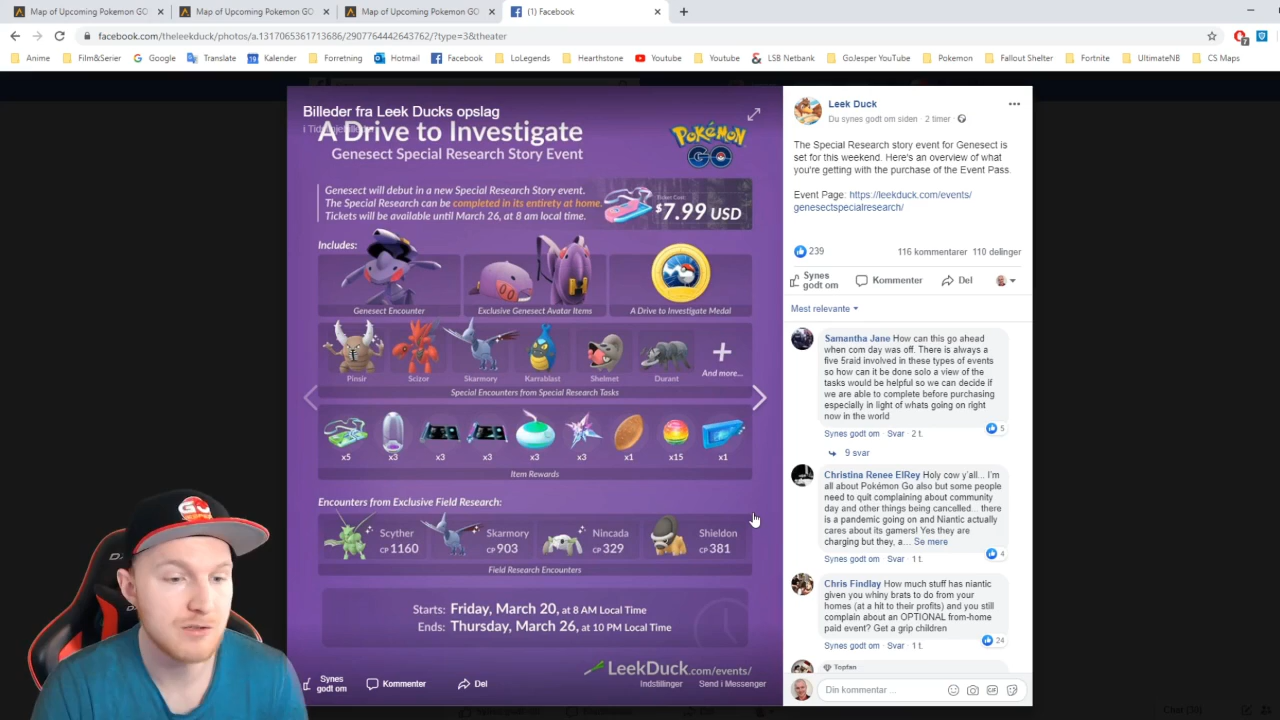 Map of Upcoming Pokemon GO
Map of Upcoming Pokemon GO
Map of Upcoming Pokemon GO
(1) Facebook
facebook.com/theleekduck/photos/a.1317065361713686/2907764442643762/?type=3&theater
7
Anime
Film&Serier
Google
Translate
Kalender
Forretning
Hotmail
Facebook
LoLegends
Hearthstone
Youtube
Youtube
LSB Netbank
GoJesper YouTube
Pokemon
Fallout Shelter
Fortnite
UltimateNB
CS Maps
Billeder fra Leek Ducks opslag
A Drive to Investigate
Genesect Special Research Story Event
POKÉMON
GO
Genesect will debut in a new Special Research Story event.
The Special Research can be completed in its entirety at home.
Tickets will be available until March 26, at 8 am local time.
Ticket Cost:
$7.99 USD
Includes:
Genesect Encounter
Exclusive Genesect Avatar Items
A Drive to Investigate Medal
Pinsir
Scizor
Skarmory
Karrablast
Shelmet
Durant
And more...
Special Encounters from Special Research Tasks
x5
x1
x3
x3
x3
x3
x1
x15
x1
Item Rewards
Encounters from Exclusive Field Research:
Scyther
CP 1160
Skarmory
CP 903
Nincada
CP 329
Shieldon
CP 381
Field Research Encounters
Starts: Friday, March 20, at 8 AM Local Time
Ends: Thursday, March 26, at 10 PM Local Time
LeekDuck.com/events/
Synes godt om
Kommenter
Del
Indstillinger
Send i Messenger
Leek Duck
Du synes godt om siden · 2 timer ·
The Special Research story event for Genesect is
set for this weekend. Here's an overview of what
you're getting with the purchase of the Event Pass.
Event Page: https://leekduck.com/events/
genesectspecialresearch/
239
116 kommentarer 110 delinger
Synes godt om
Kommenter
Del
Mest relevante
Samantha Jane How can this go ahead
when com day was off. There is always a
five 5raid involved in these types of events
so how can it be done solo a view of the
tasks would be helpful so we can decide if
we are able to complete before purchasing
especially in light of whats going on right
now in the world
5
Synes godt om · Svar · 2 t.
9 svar
Christina Renee ElRey Holy cow y'all... I'm
all about Pokémon Go also but some people
need to quit complaining about community
day and other things being cancelled... there
is a pandemic going on and Niantic actually
cares about its gamers! Yes they are
charging but they, a... Se mere
4
Synes godt om · Svar · 1 t.
Chris Findlay How much stuff has niantic
given you whiny brats to do from your
homes (at a hit to their profits) and you still
complain about an OPTIONAL from-home
paid event? Get a grip children
24
Synes godt om · Svar · 1 t.
Topfan
Din kommentar ...
GIF